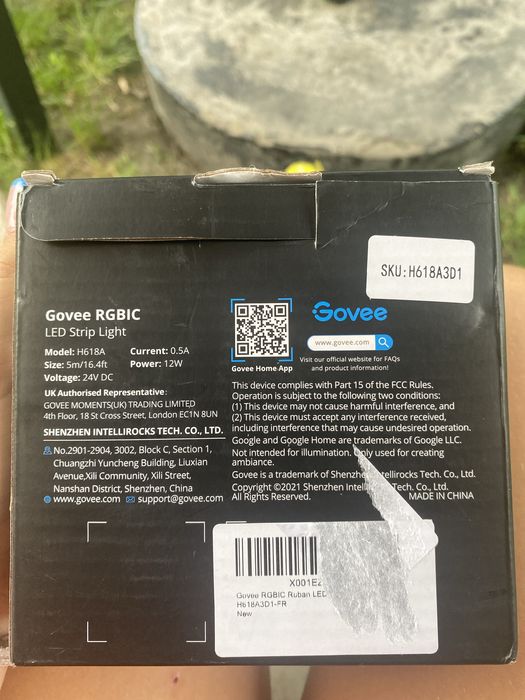 SKU:H618A3D1
Govee RGBIC
LED Strip Light
Model: H618A Current: 0.5A
Size: 5m/16.4ft Power: 12W
Voltage: 24V DC
UK Authorised Representative:
GOVEE MOMENTS(UK) TRADING LIMITED
4th Floor, 18 St Cross Street, London EC1N 8UN
SHENZHEN INTELLIROCKS TECH. CO., LTD.
No.2901-2904, 3002, Block C, Section 1,
Chuangzhi Yuncheng Building, Liuxian
Avenue,Xili Community, Xili Street,
Nanshan District, Shenzhen, China
www.govee.com support@govee.com
Govee Home App
Govee
www.govee.com
Visit our official website for FAQs
and product information!
This device complies with Part 15 of the FCC Rules.
Operation is subject to the following two conditions:
(1) This device may not cause harmful interference, and
(2) This device must accept any interference received,
including interference that may cause undesired operation.
Google and Google Home are trademarks of Google LLC.
Not intended for illumination. Only used for creating
ambiance.
Govee is a trademark of Shenzhen Intellirocks Tech. Co., Ltd.
Copyright ©2021 Shenzhen Intellirocks Tech. Co., Ltd.
All Rights Reserved. MADE IN CHINA
X001E2
Govee RGBIC Ruban LED
H618A3D1-FR
New